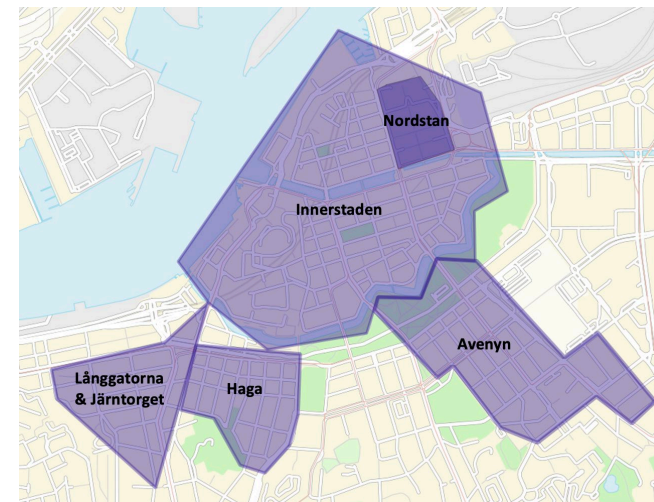 Nordstan
Innerstaden
Avenyn
Långgatorna
& Järntorget
Haga